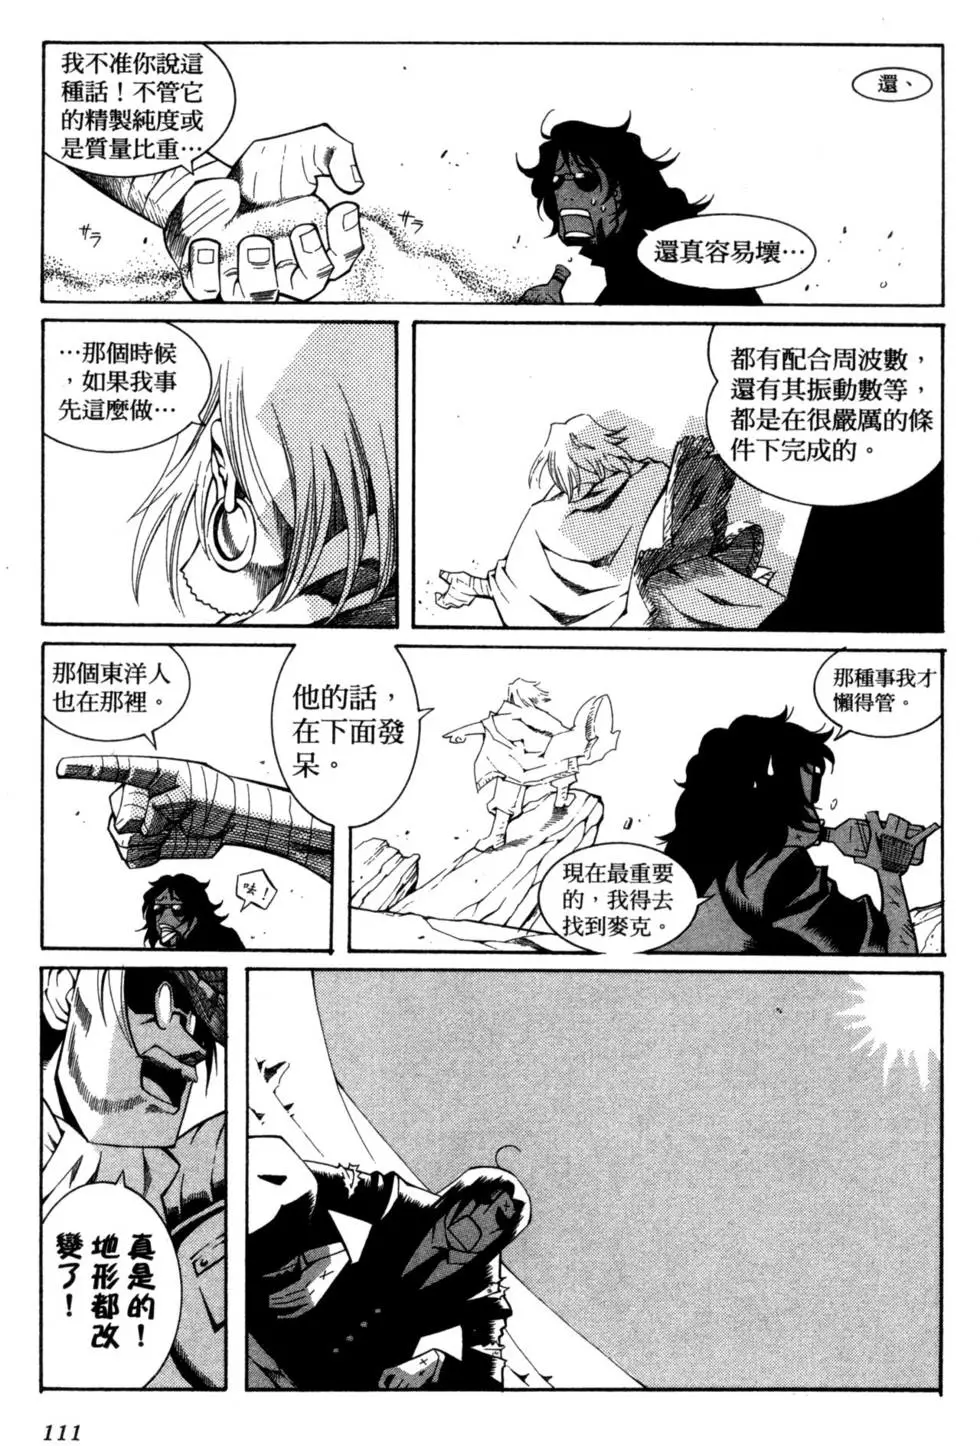 還、
還真容易壞…
我不准你說這
種話！不管它
的精製純度或
是質量比重…
サラ
サラ
都有配合周波數，
還有其振動數等，
都是在很嚴厲的條
件下完成的。
…那個時候
，如果我事
先這麼做…
那種事我才
懶得管。
現在最重要
的，我得去
找到麥克。
他的話，
在下面發
呆。
那個東洋人
也在那裡。
呿！
真是的！
地形都改
變了！
111